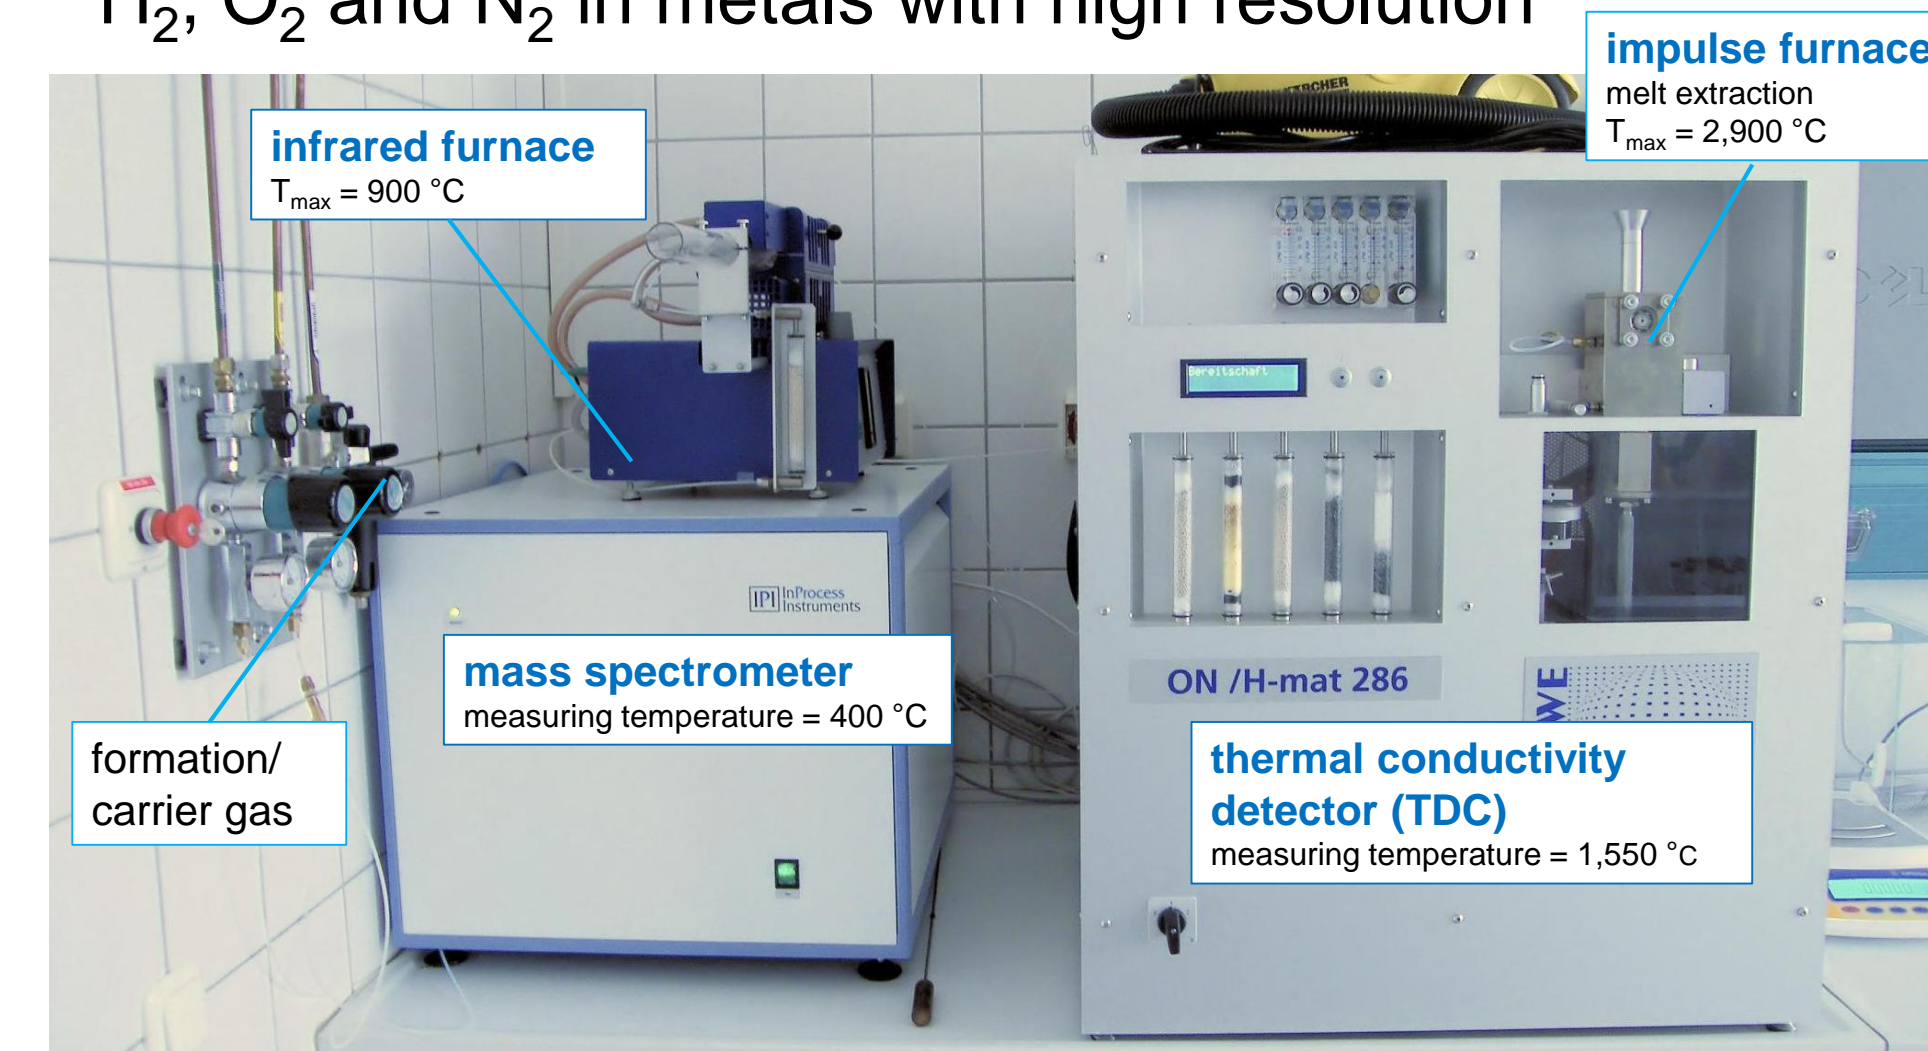 H₂, O₂ and N₂ in metals with high resolution
impulse furnace
melt extraction
Tmax = 2,900 °C
infrared furnace
Tmax = 900 °C
KÄRCHER
Bereitschaft
IPI InProcess
Instruments
mass spectrometer
measuring temperature = 400 °C
ON /H-mat 286
WE
formation/
carrier gas
thermal conductivity
detector (TDC)
measuring temperature = 1,550 °C